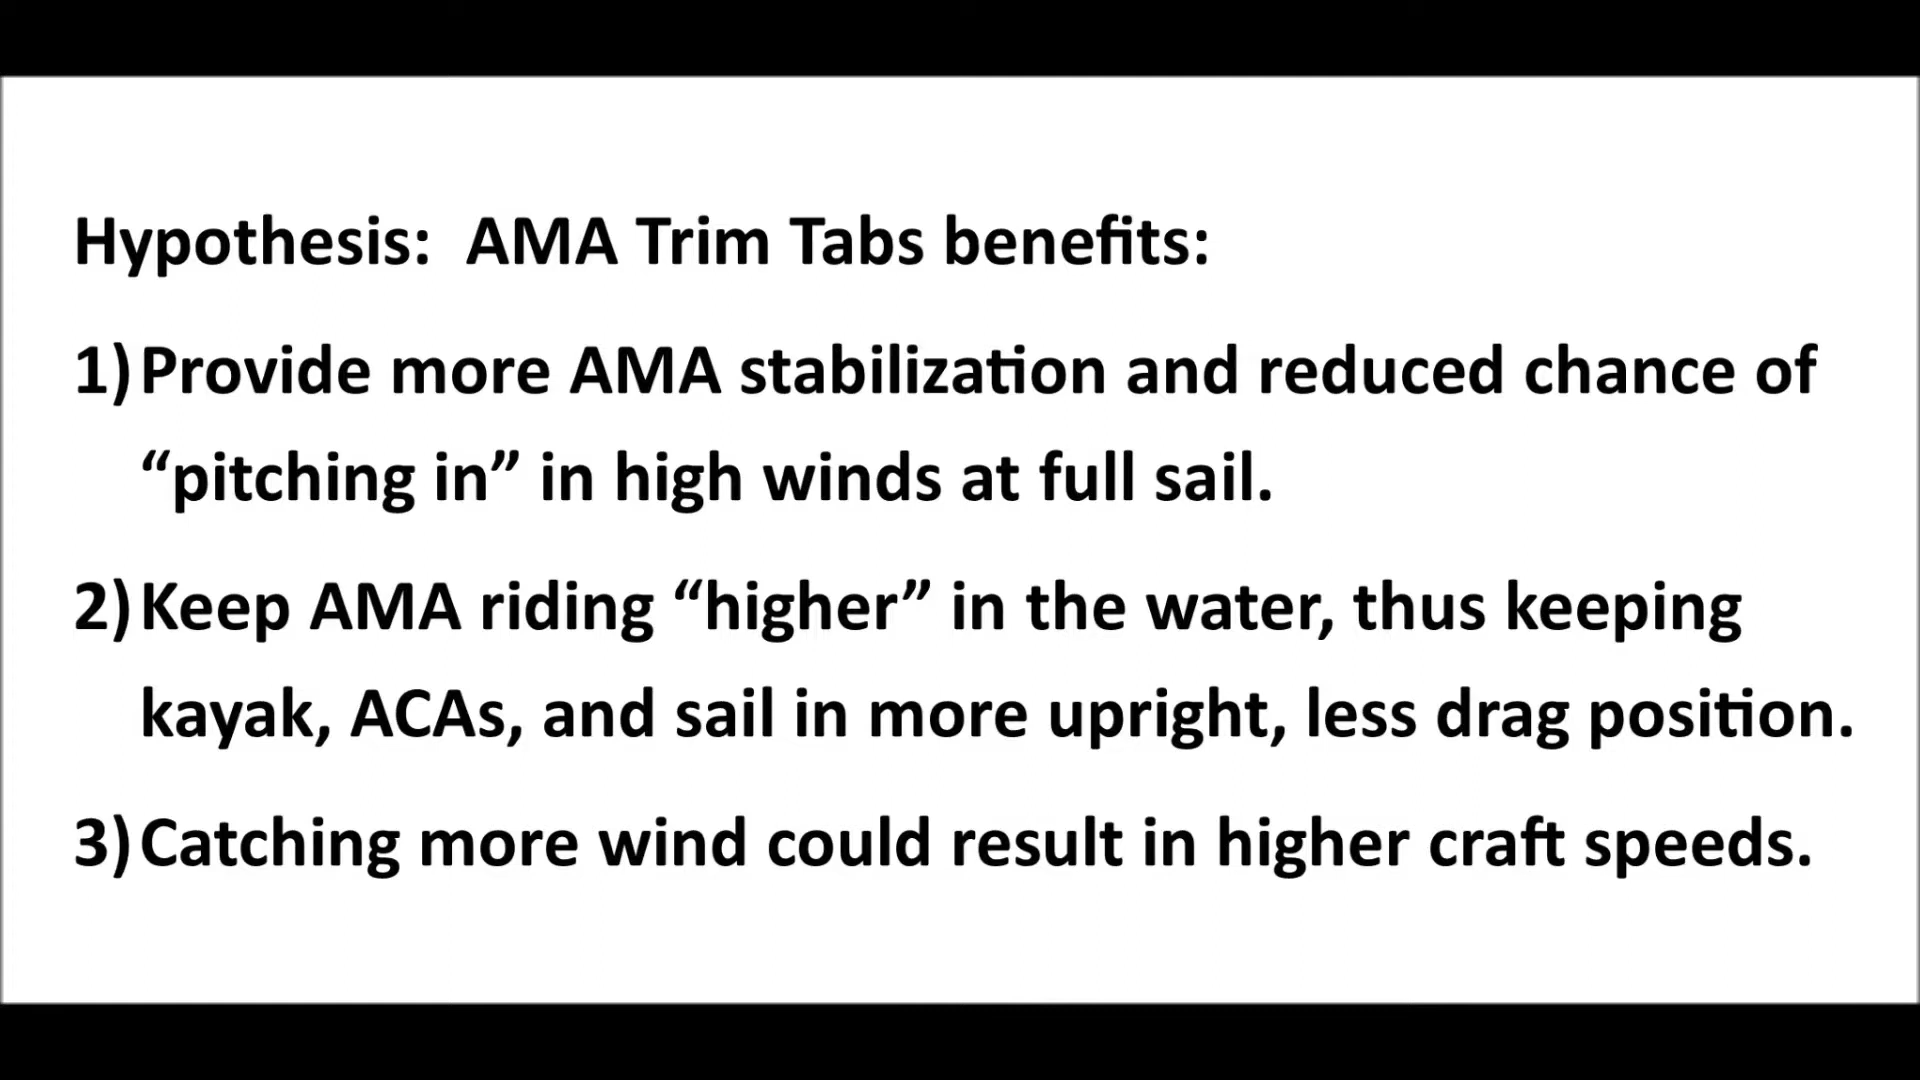 Hypothesis:  AMA Trim Tabs benefits:
1) Provide more AMA stabilization and reduced chance of
“pitching in” in high winds at full sail.
2) Keep AMA riding “higher” in the water, thus keeping
kayak, ACAs, and sail in more upright, less drag position.
3) Catching more wind could result in higher craft speeds.